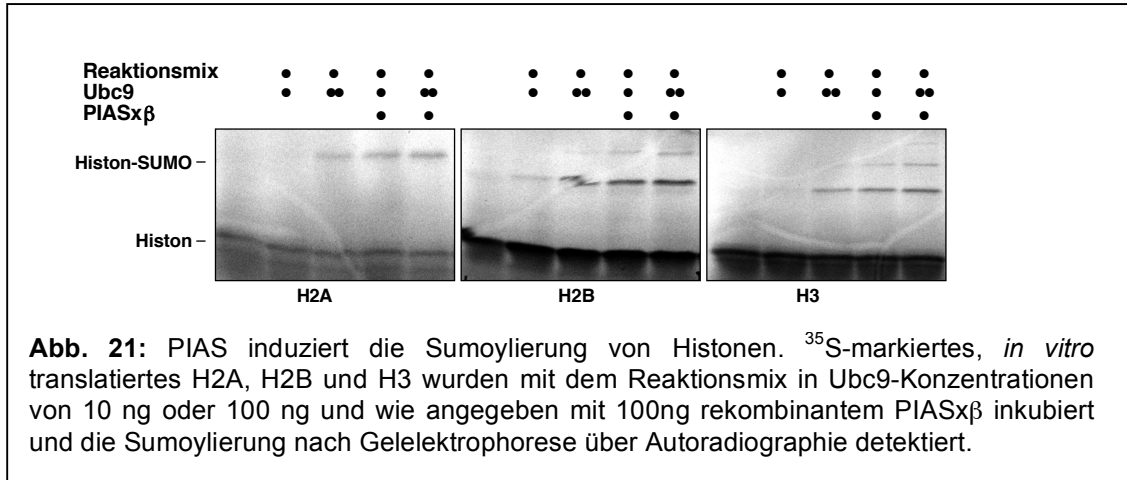 Reaktionsmix
Ubc9
PIASxβ
Histon-SUMO –
Histon –
H2A H2B H3
Abb. 21: PIAS induziert die Sumoylierung von Histonen. ³⁵S-markiertes, in vitro
translatiertes H2A, H2B und H3 wurden mit dem Reaktionsmix in Ubc9-Konzentrationen
von 10 ng oder 100 ng und wie angegeben mit 100ng rekombinantem PIASxβ inkubiert
und die Sumoylierung nach Gelelektrophorese über Autoradiographie detektiert.